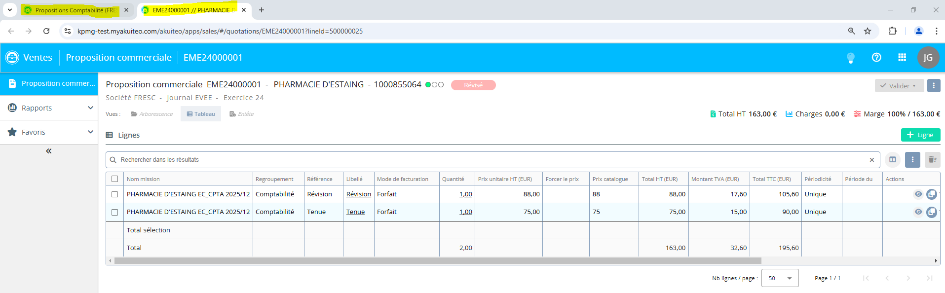 Propositions Comptabilité (FR
EME24000001 // PHARMACIE D'
kpmg-test.myakuiteo.com/akuiteo/apps/sales/#/quotations/EME24000001?lineId=500000025
Ventes Proposition commerciale EME24000001 JG
Proposition commer...
Rapports
Favoris
Proposition commerciale EME24000001 - PHARMACIE D'ESTAING - 1000855064
Valider
Société FRESC - Journal EVEE - Exercice 24
Vues : Arborescence Tableau Editer
Total HT 163,00 € Charges 0,00 € Marge 100% / 163,00 €
Lignes
+ Ligne
Rechercher dans les résultats
Nom mission Regroupement Référence Libellé Mode de facturation Quantité Prix unitaire HT (EUR) Forcer le prix Prix catalogue Total HT (EUR) Montant TVA (EUR) Total TTC (EUR) Périodicité Période du Actions
PHARMACIE D'ESTAING EC_CPTA 2025/12 Comptabilité Révision Révision Forfait 1,00 88,00 88 88,00 17,60 105,60 Unique
PHARMACIE D'ESTAING EC_CPTA 2025/12 Comptabilité Tenue Tenue Forfait 1,00 75,00 75 75,00 15,00 90,00 Unique
Total sélection
Total 2,00 163,00 32,60 195,60
Nb lignes / page : 50 Page 1 / 1